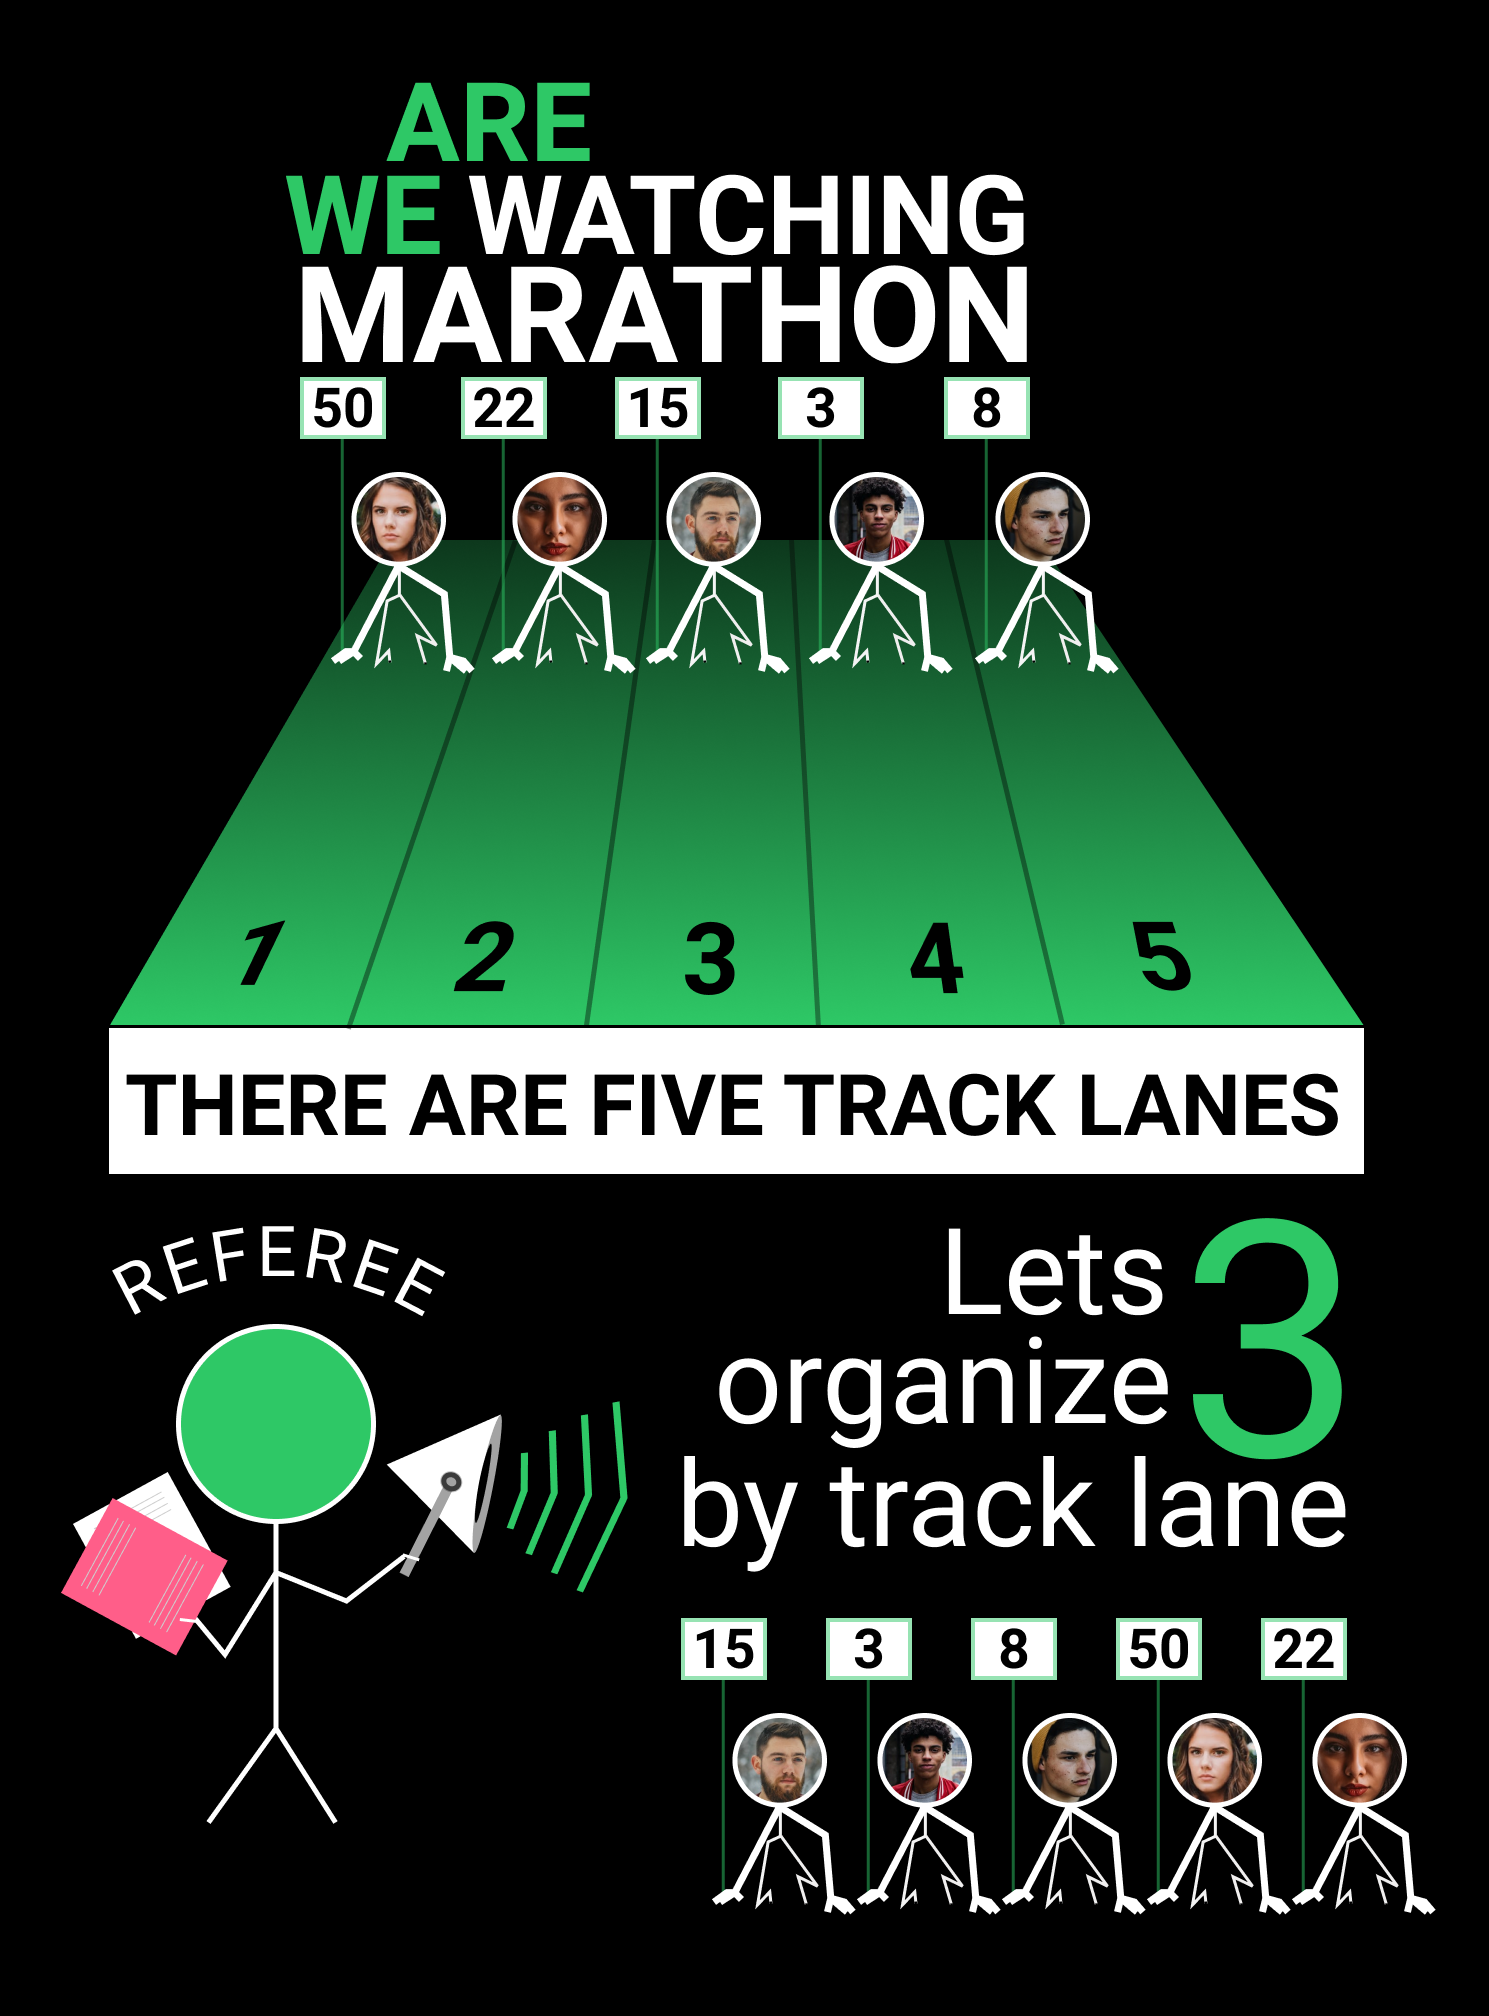 ARE
WE WATCHING
MARATHON
50 22 15 3 8
1 2 3 4 5
THERE ARE FIVE TRACK LANES
REFEREE
Lets 3
organize
by track lane
15 3 8 50 22